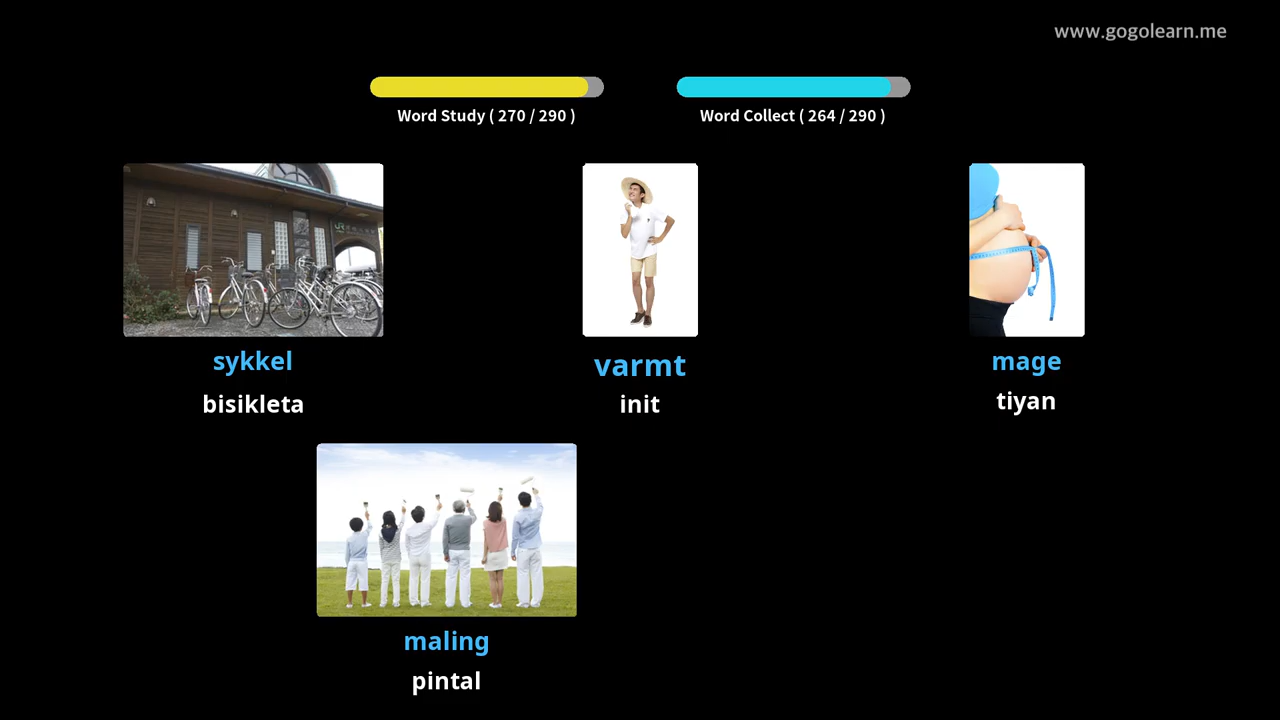 www.gogolearn.me
Word Study ( 270 / 290 )
Word Collect ( 264 / 290 )
JR
sykkel
varmt
mage
bisikleta
init
tiyan
maling
pintal